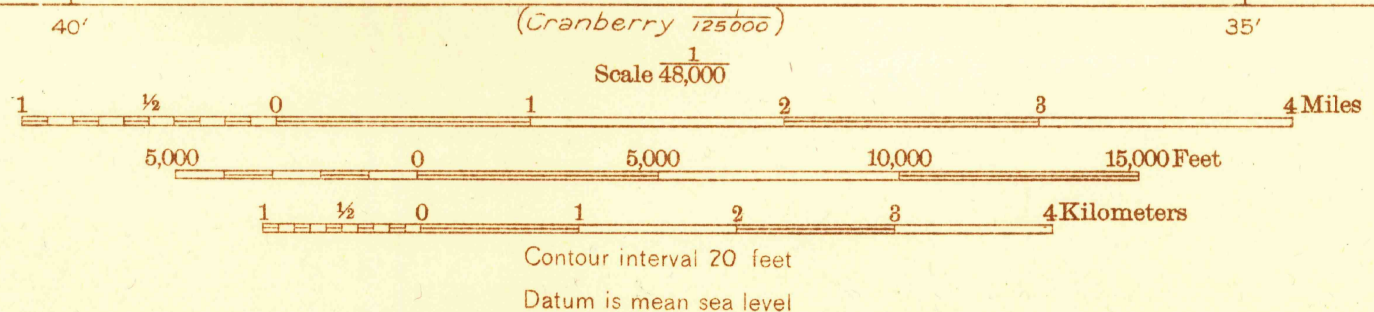 40' (Cranberry 1/125000) 35'
Scale 1/48,000
1 ½ 0 1 2 3 4 Miles
5,000 0 5,000 10,000 15,000 Feet
1 ½ 0 1 2 3 4 Kilometers
Contour interval 20 feet
Datum is mean sea level